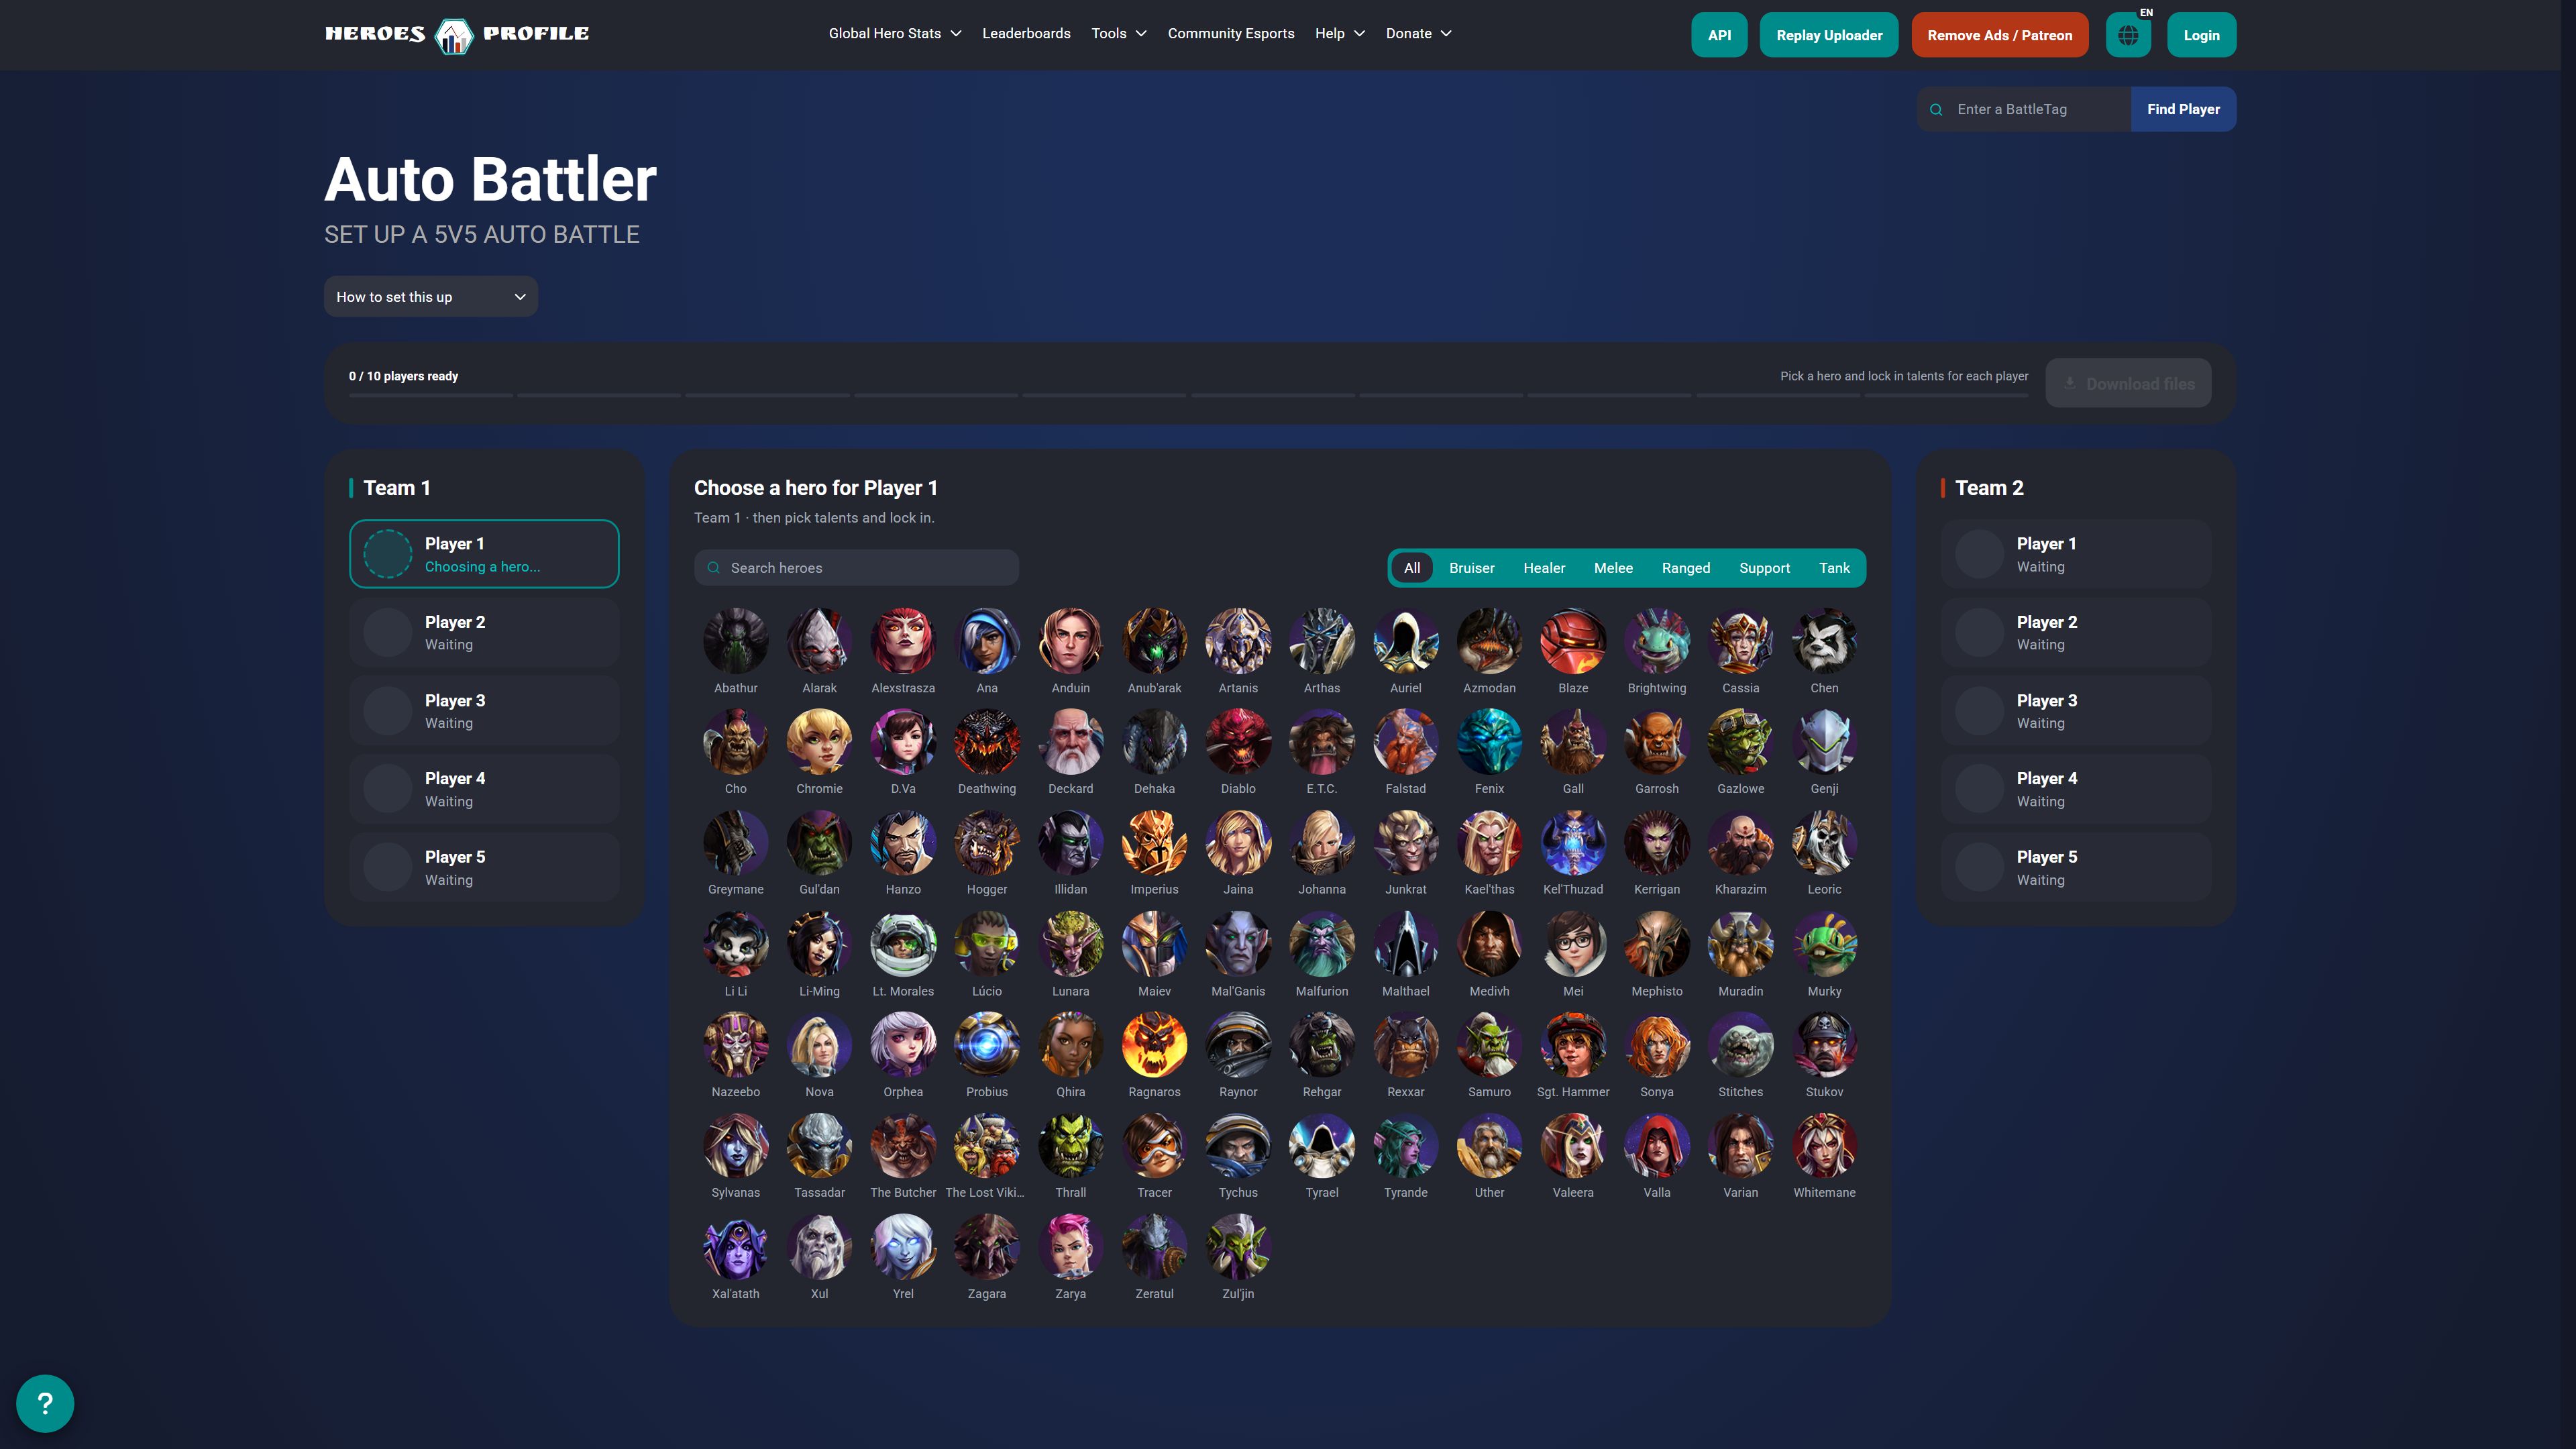 HEROES PROFILE
Global Hero Stats Leaderboards Tools Community Esports Help Donate
API Replay Uploader Remove Ads / Patreon EN Login
Enter a BattleTag Find Player
Auto Battler
SET UP A 5V5 AUTO BATTLE
How to set this up
0 / 10 players ready
Pick a hero and lock in talents for each player
Download files
Team 1
Player 1
Choosing a hero...
Player 2
Waiting
Player 3
Waiting
Player 4
Waiting
Player 5
Waiting
Choose a hero for Player 1
Team 1 · then pick talents and lock in.
Search heroes
All Bruiser Healer Melee Ranged Support Tank
Abathur Alarak Alexstrasza Ana Anduin Anub'arak Artanis Arthas Auriel Azmodan Blaze Brightwing Cassia Chen
Cho Chromie D.Va Deathwing Deckard Dehaka Diablo E.T.C. Falstad Fenix Gall Garrosh Gazlowe Genji
Greymane Gul'dan Hanzo Hogger Illidan Imperius Jaina Johanna Junkrat Kael'thas Kel'Thuzad Kerrigan Kharazim Leoric
Li Li Li-Ming Lt. Morales Lúcio Lunara Maiev Mal'Ganis Malfurion Malthael Medivh Mei Mephisto Muradin Murky
Nazeebo Nova Orphea Probius Qhira Ragnaros Raynor Rehgar Rexxar Samuro Sgt. Hammer Sonya Stitches Stukov
Sylvanas Tassadar The Butcher The Lost Viki... Thrall Tracer Tychus Tyrael Tyrande Uther Valeera Valla Varian Whitemane
Xal'atath Xul Yrel Zagara Zarya Zeratul Zul'jin
Team 2
Player 1
Waiting
Player 2
Waiting
Player 3
Waiting
Player 4
Waiting
Player 5
Waiting
?